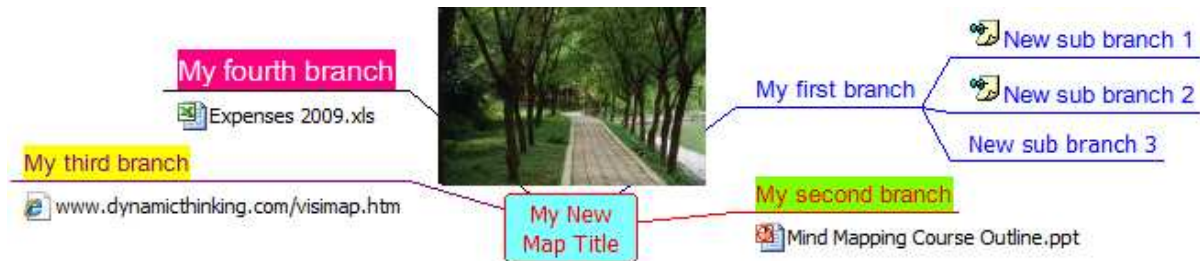 My fourth branch
Expenses 2009.xls
My third branch
www.dynamicthinking.com/visimap.htm
My New
Map Title
My first branch
New sub branch 1
New sub branch 2
New sub branch 3
My second branch
Mind Mapping Course Outline.ppt